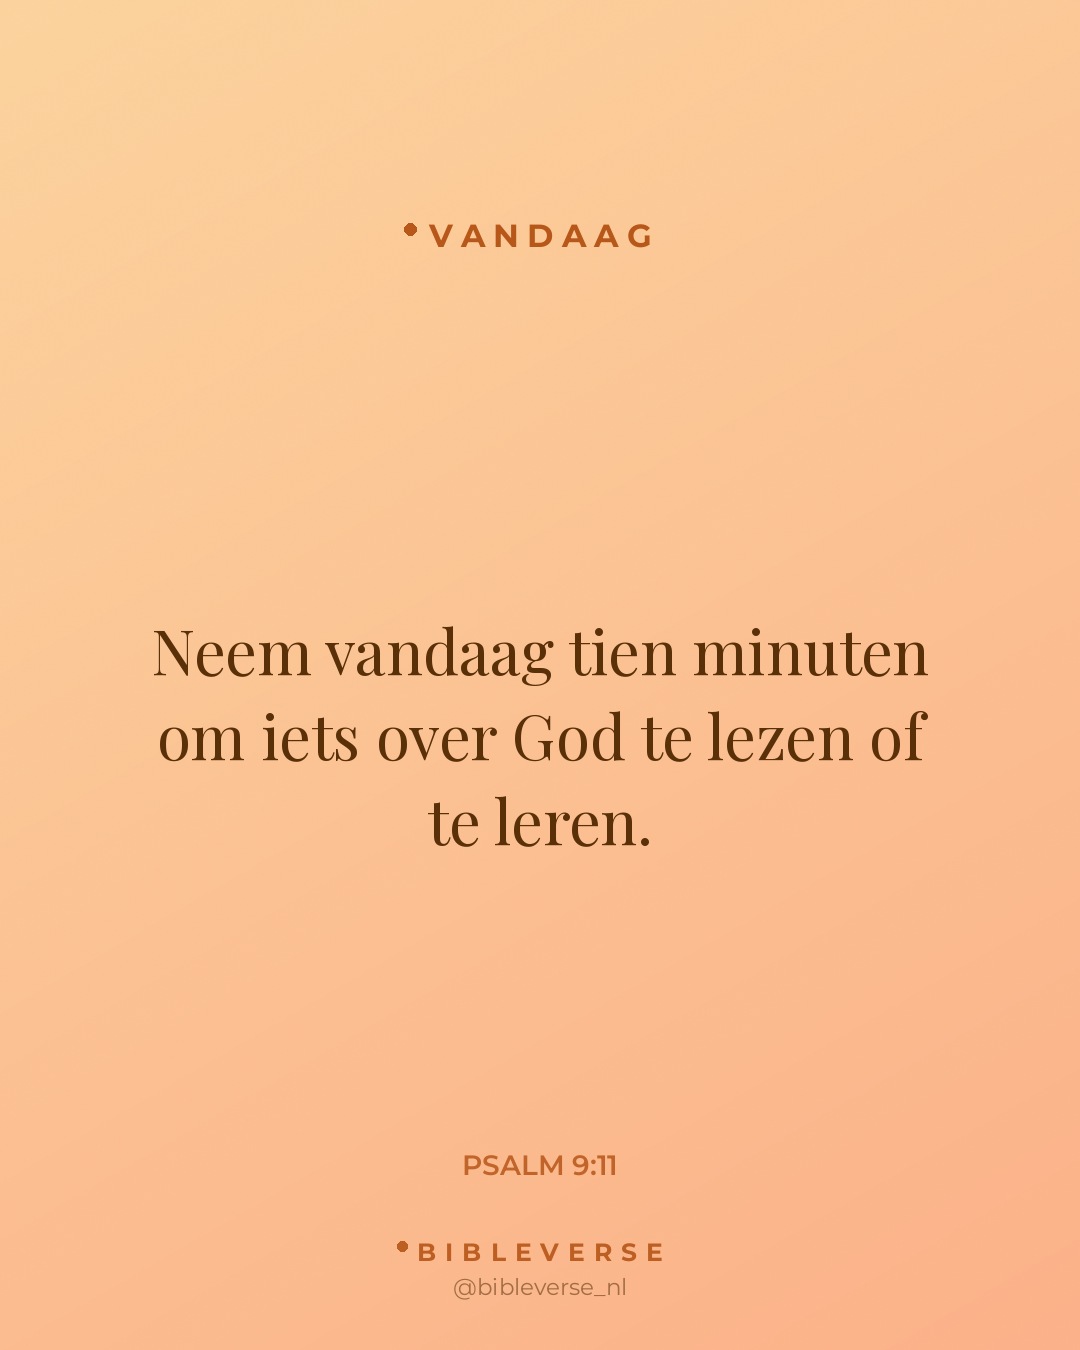 VANDAAG
Neem vandaag tien minuten
om iets over God te lezen of
te leren.
PSALM 9:11
BIBLEVERSE
@bibleverse_nl